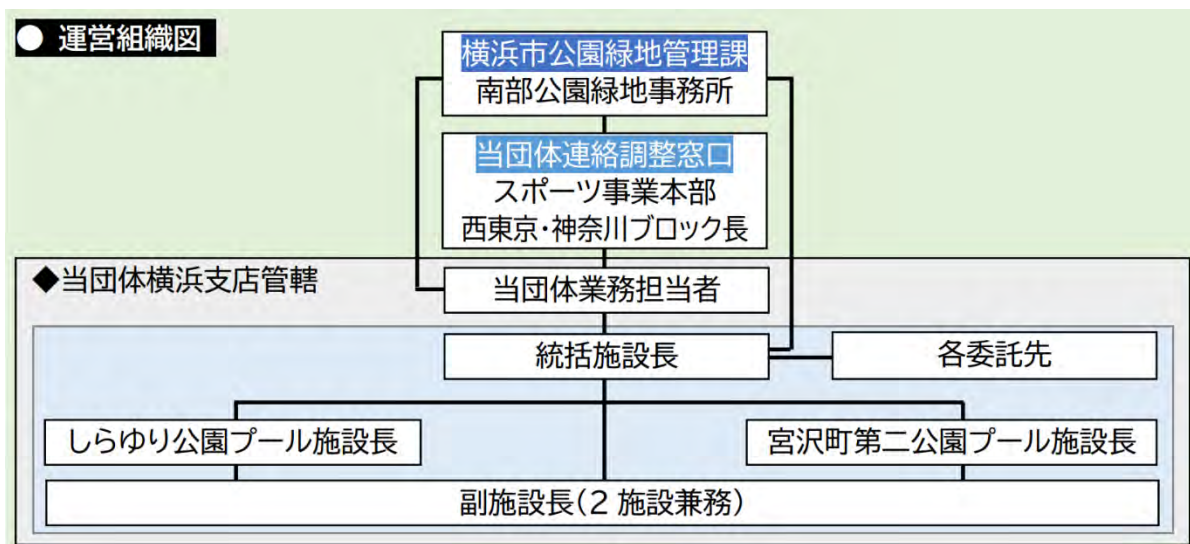 ● 運営組織図
横浜市公園緑地管理課
南部公園緑地事務所
当団体連絡調整窓口
スポーツ事業本部
西東京・神奈川ブロック長
◆当団体横浜支店管轄
当団体業務担当者
統括施設長
各委託先
しらゆり公園プール施設長
宮沢町第二公園プール施設長
副施設長(2 施設兼務)